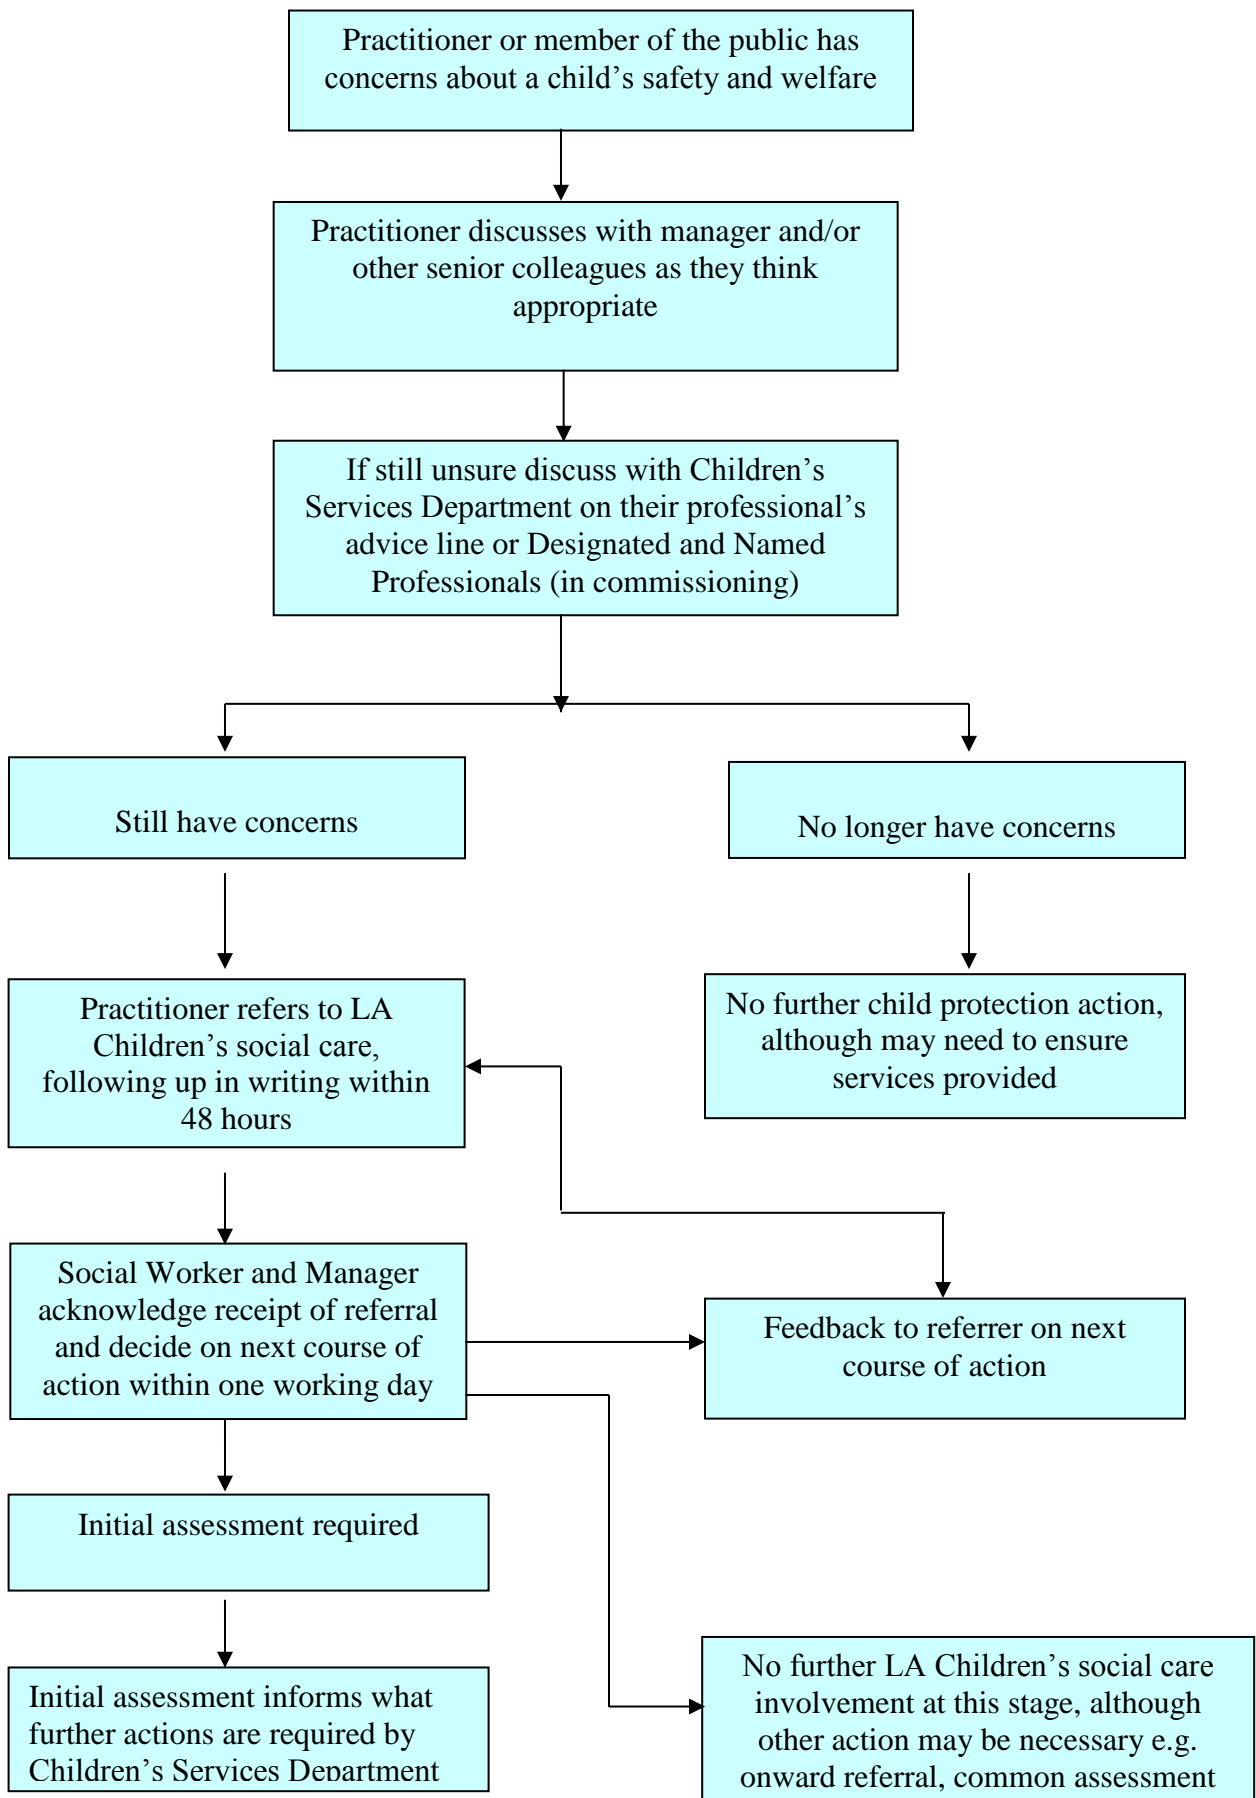 Practitioner or member of the public has
concerns about a child’s safety and welfare
Practitioner discusses with manager and/or
other senior colleagues as they think
appropriate
If still unsure discuss with Children’s
Services Department on their professional’s
advice line or Designated and Named
Professionals (in commissioning)
Still have concerns
No longer have concerns
Practitioner refers to LA
Children’s social care,
following up in writing within
48 hours
No further child protection action,
although may need to ensure
services provided
Social Worker and Manager
acknowledge receipt of referral
and decide on next course of
action within one working day
Feedback to referrer on next
course of action
Initial assessment required
Initial assessment informs what
further actions are required by
Children’s Services Department
No further LA Children’s social care
involvement at this stage, although
other action may be necessary e.g.
onward referral, common assessment